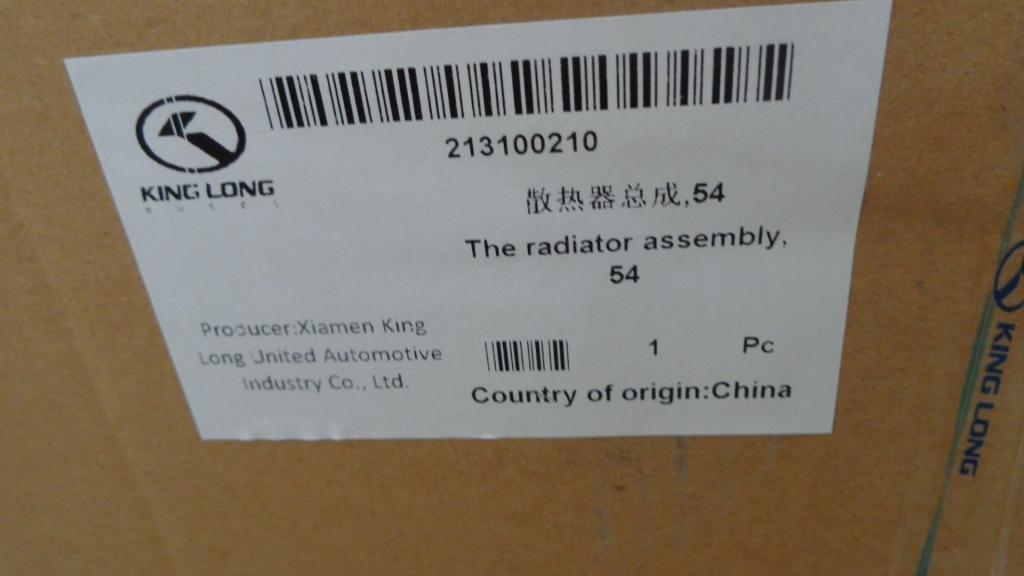 KING LONG
213100210
散热器总成,54
The radiator assembly,
54
Producer:Xiamen King
Long United Automotive
Industry Co., Ltd.
1 Pc
Country of origin:China
KING LONG